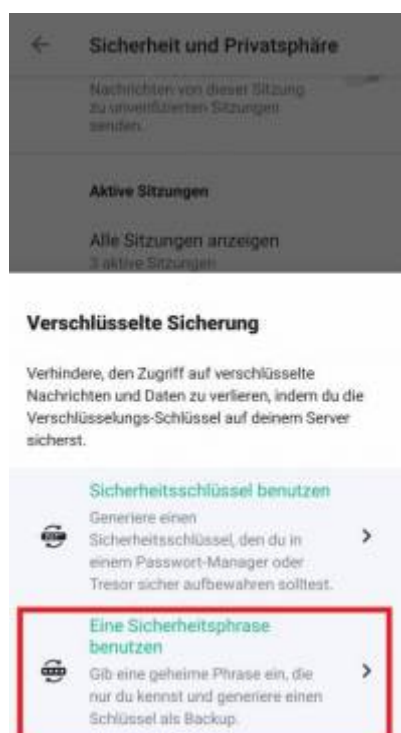 Sicherheit und Privatsphäre
Nachrichten von dieser Sitzung
zu unverifizierten Sitzungen
senden.
Aktive Sitzungen
Alle Sitzungen anzeigen
3 aktive Sitzungen
Verschlüsselte Sicherung
Verhindere, den Zugriff auf verschlüsselte
Nachrichten und Daten zu verlieren, indem du die
Verschlüsselungs-Schlüssel auf deinem Server
sicherst.
Sicherheitsschlüssel benutzen
Generiere einen
Sicherheitsschlüssel, den du in
einem Passwort-Manager oder
Tresor sicher aufbewahren solltest.
Eine Sicherheitsphrase
benutzen
Gib eine geheime Phrase ein, die
nur du kennst und generiere einen
Schlüssel als Backup.